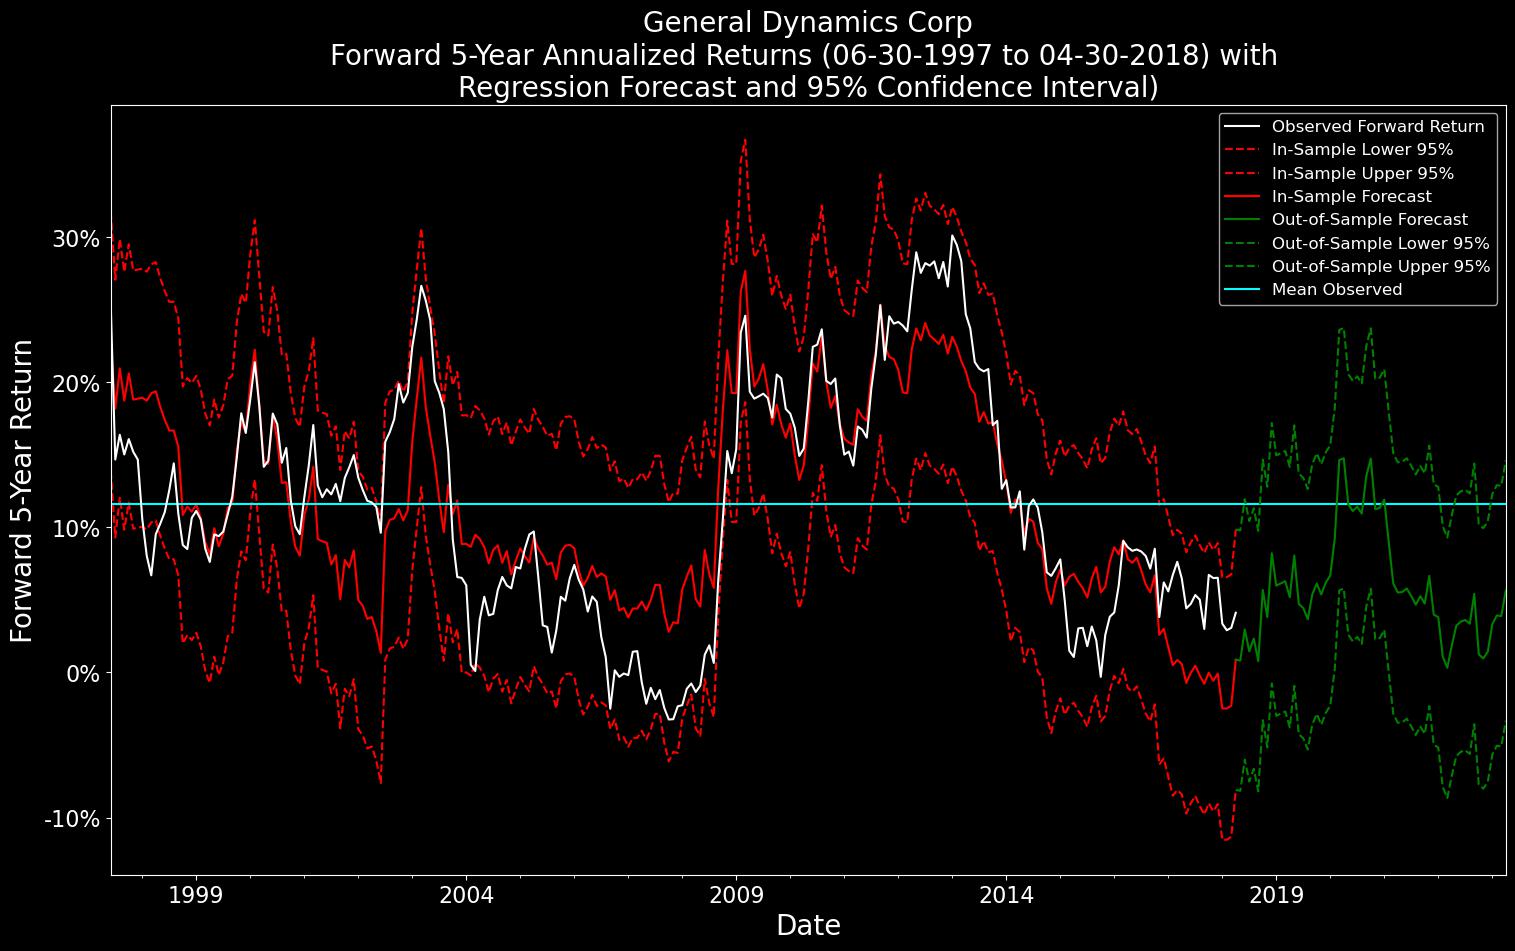 General Dynamics Corp
Forward 5-Year Annualized Returns (06-30-1997 to 04-30-2018) with
Regression Forecast and 95% Confidence Interval)
Observed Forward Return
In-Sample Lower 95%
In-Sample Upper 95%
In-Sample Forecast
Out-of-Sample Forecast
Out-of-Sample Lower 95%
Out-of-Sample Upper 95%
Mean Observed
Forward 5-Year Return
30%
20%
10%
0%
-10%
1999 2004 2009 2014 2019
Date